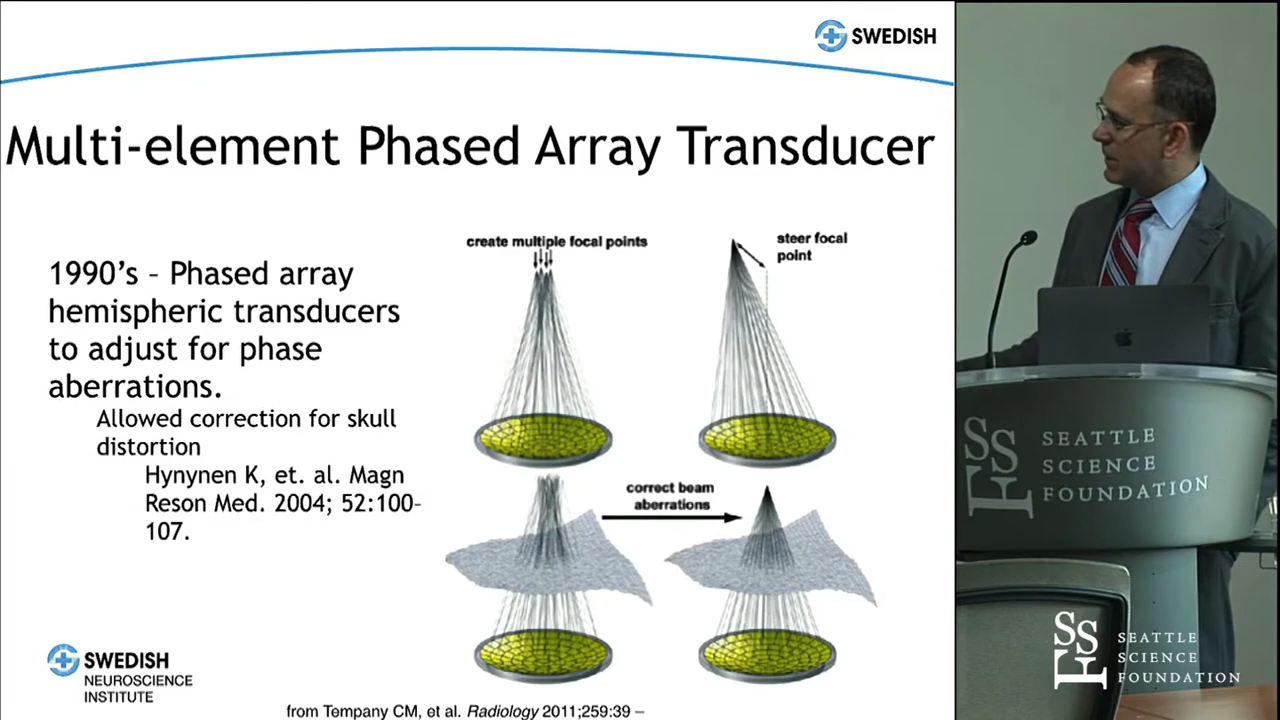 SWEDISH
Multi-element Phased Array Transducer
1990's – Phased array
hemispheric transducers
to adjust for phase
aberrations.
Allowed correction for skull
distortion
Hynynen K, et. al. Magn
Reson Med. 2004; 52:100-
107.
create multiple focal points
steer focal
point
correct beam
aberrations
SWEDISH
NEUROSCIENCE
INSTITUTE
from Tempany CM, et al. Radiology 2011;259:39 –
SSF
SEATTLE
SCIENCE
FOUNDATION
SSF
SEATTLE
SCIENCE
FOUNDATION